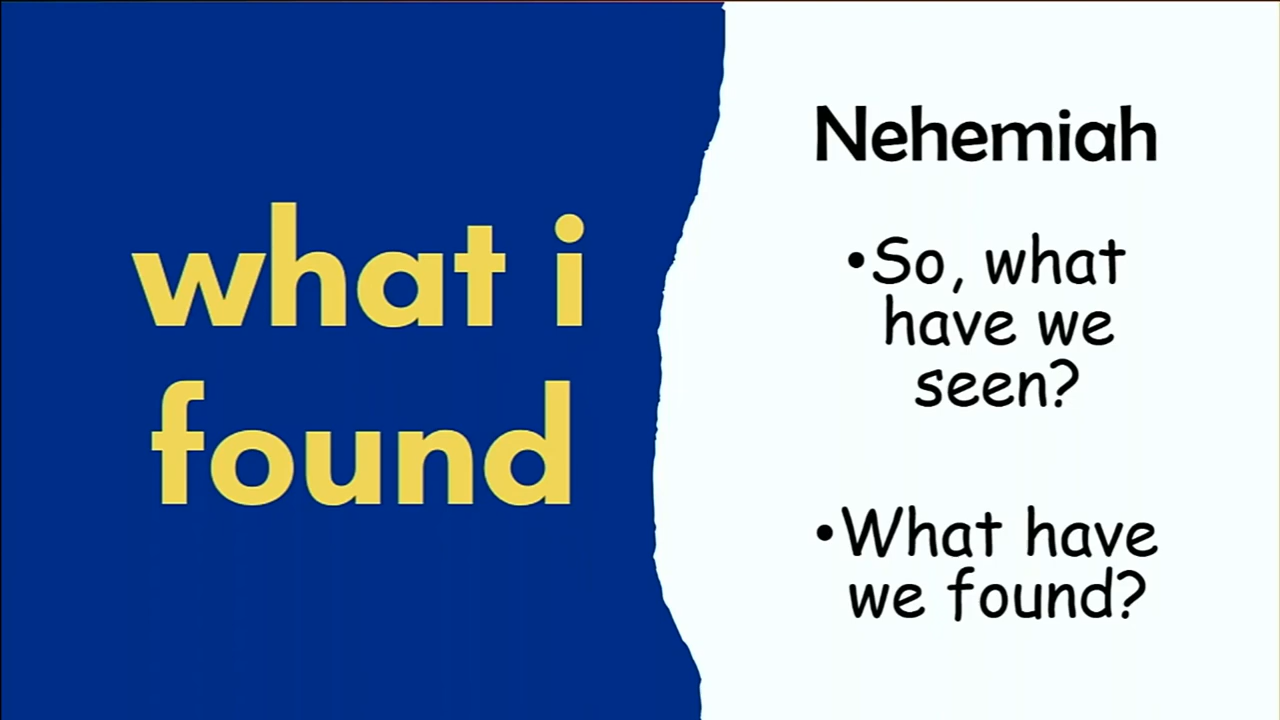 what i
found
Nehemiah
•So, what
have we
seen?
•What have
we found?